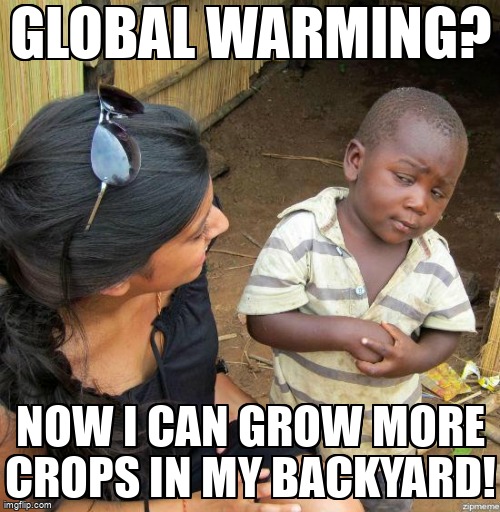 GLOBAL WARMING?
NOW I CAN GROW MORE
CROPS IN MY BACKYARD!
imgflip.com
zipmeme